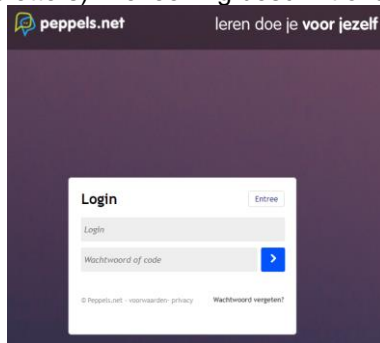 peppels.net leren doe je voor jezelf
Login Entree
Login
Wachtwoord of code
© Peppels.net - voorwaarden- privacy Wachtwoord vergeten?